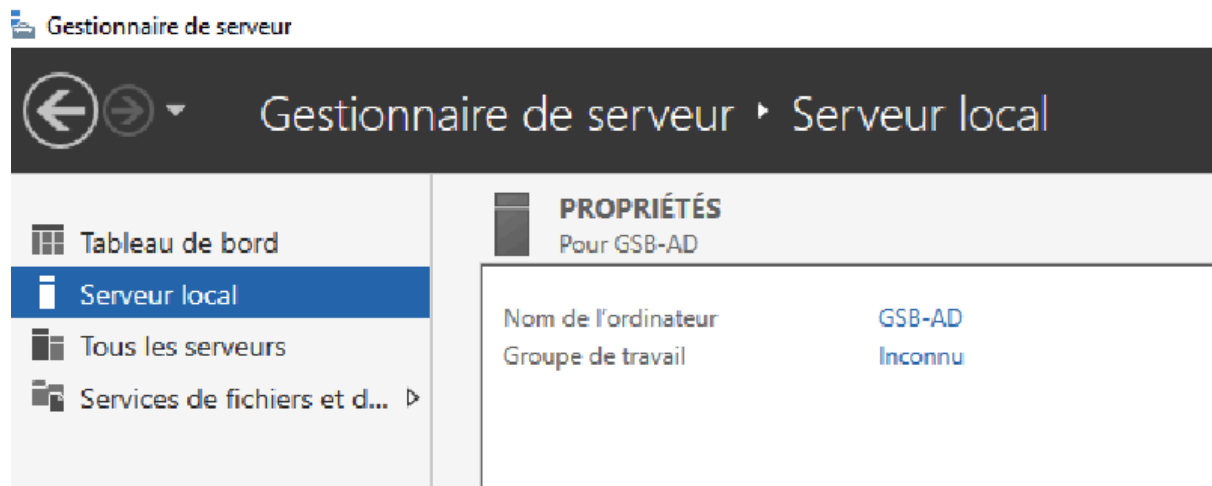 Gestionnaire de serveur
Gestionnaire de serveur ‣ Serveur local
Tableau de bord
Serveur local
Tous les serveurs
Services de fichiers et d...
PROPRIÉTÉS
Pour GSB-AD
Nom de l'ordinateur GSB-AD
Groupe de travail Inconnu